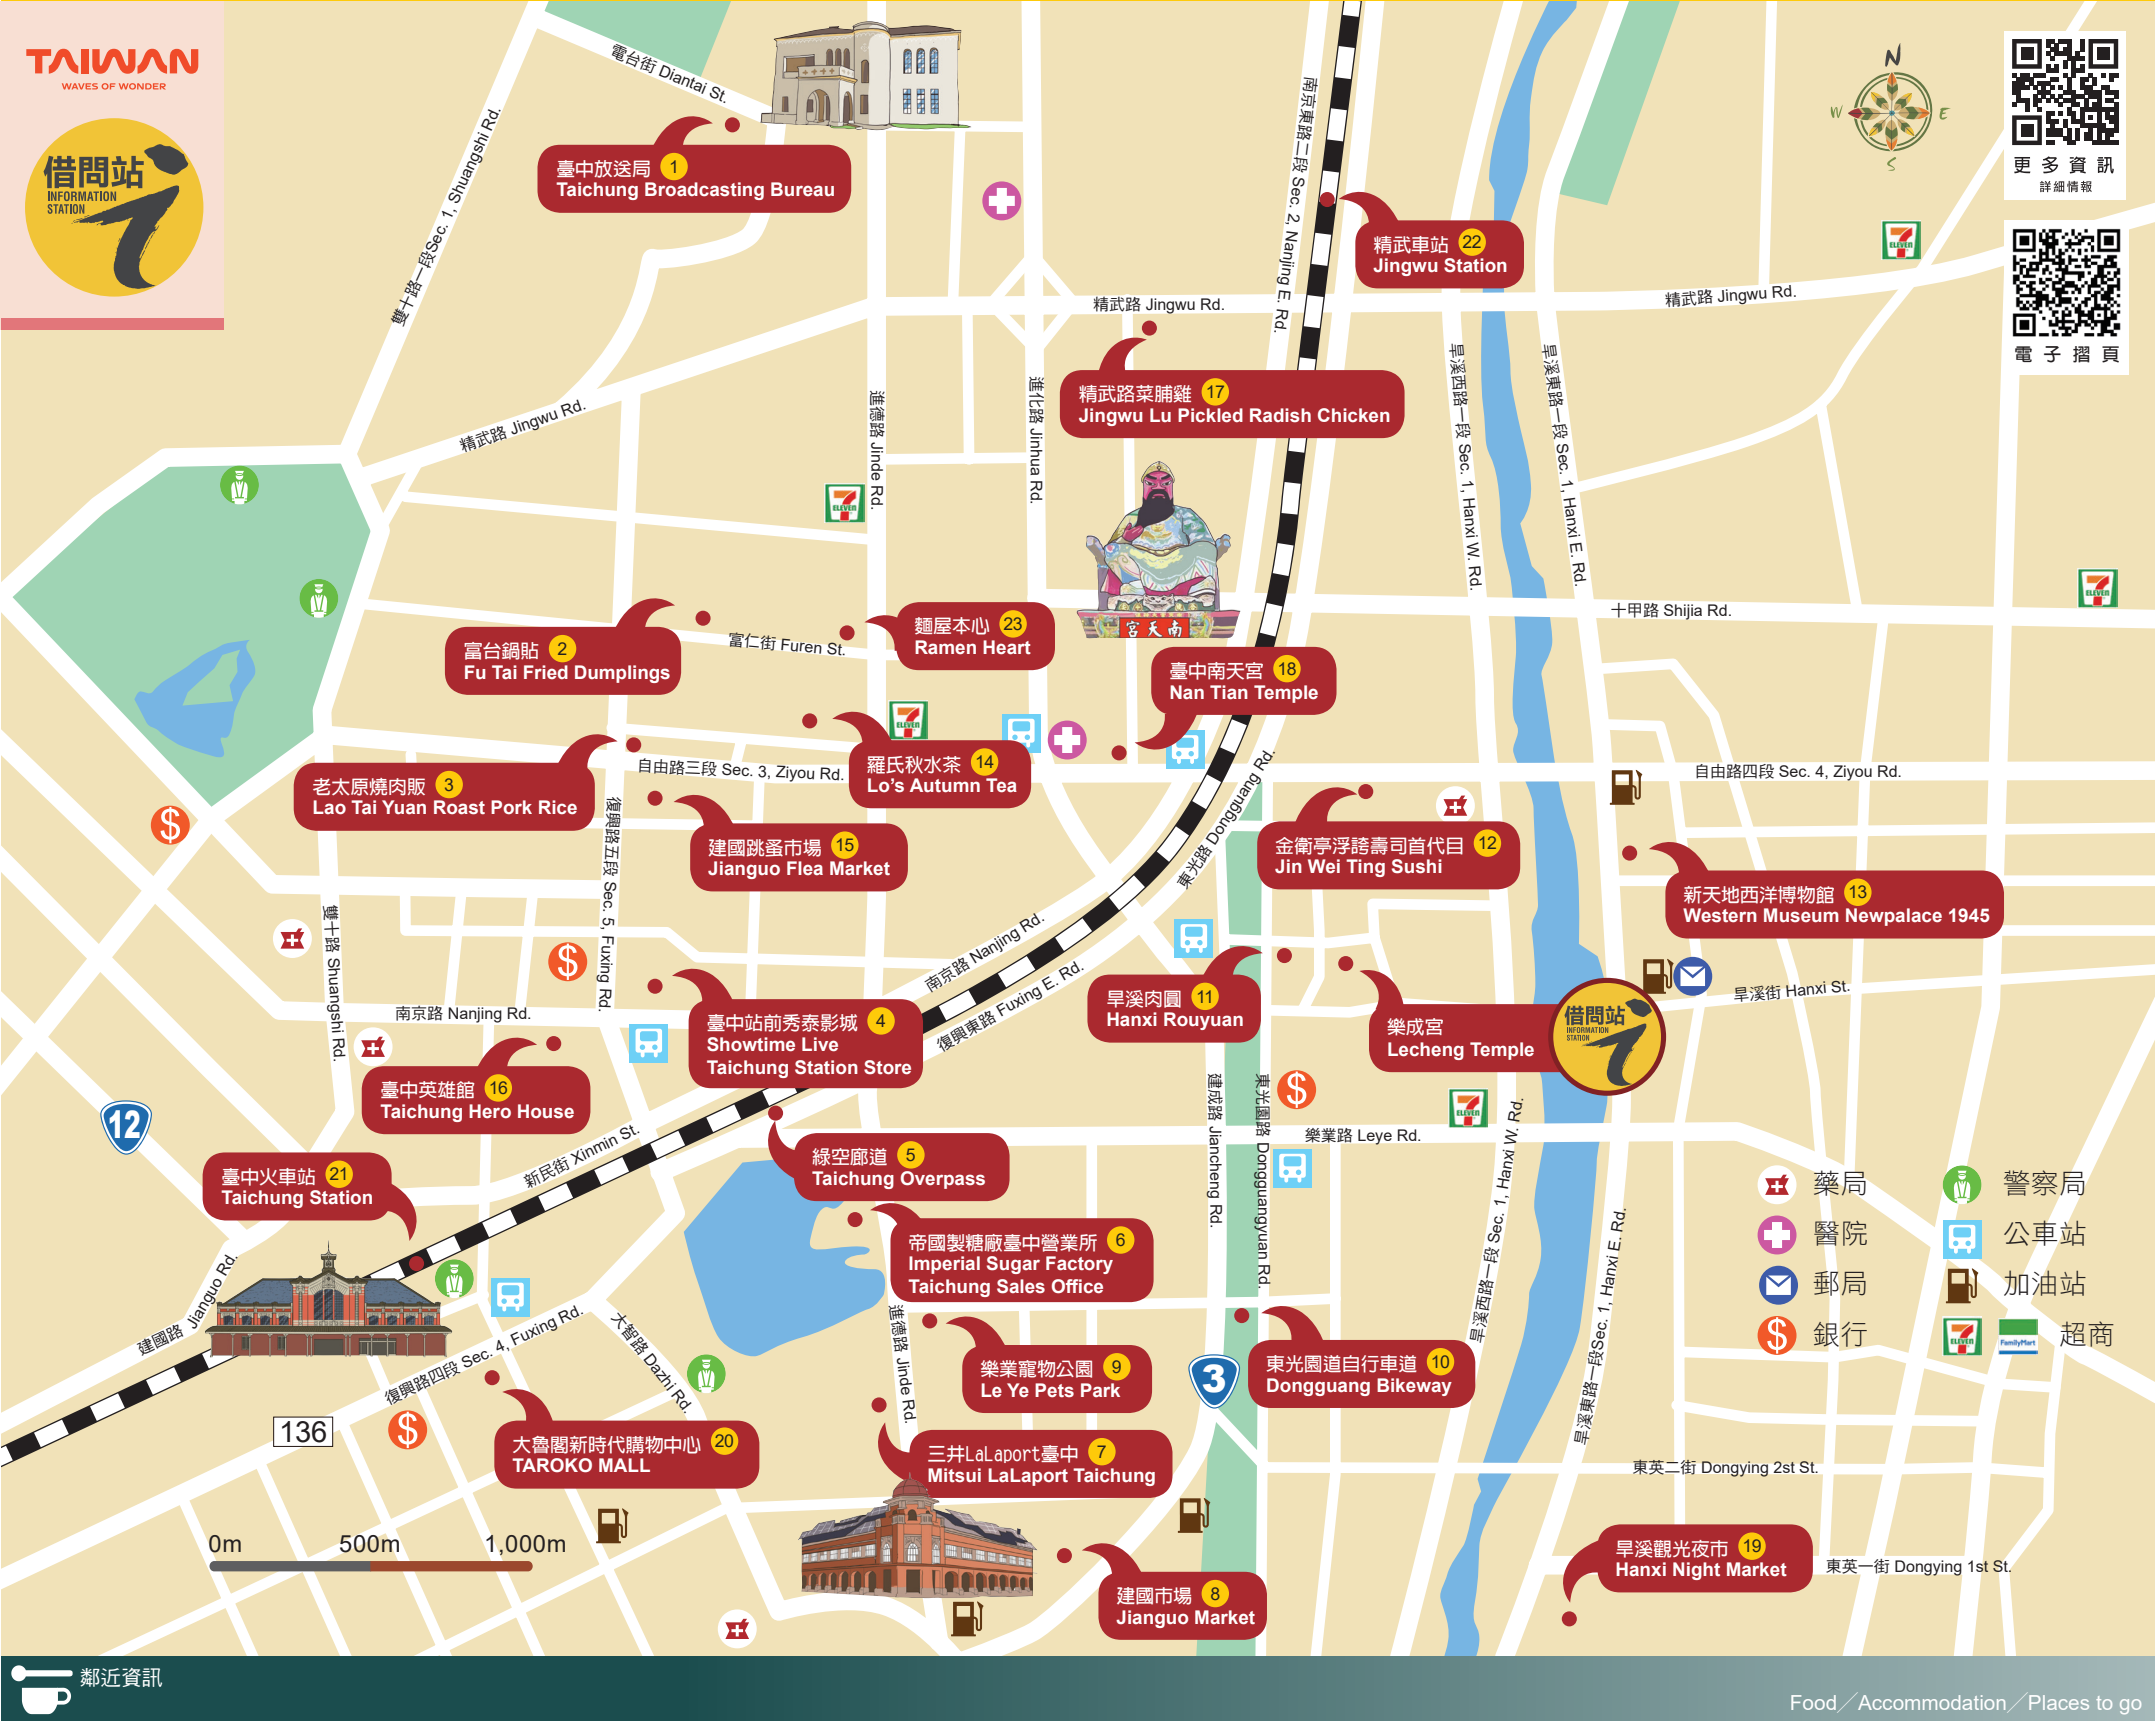 TAIWAN
WAVES OF WONDER
借問站
INFORMATION
STATION
N
W
E
S
更多資訊
詳細情報
電子摺頁
電台街 Diantai St.
雙十路一段Sec. 1, Shuangshi Rd.
臺中放送局 1
Taichung Broadcasting Bureau
南京東路二段 Sec. 2, Nanjing E. Rd.
精武車站 22
Jingwu Station
7 ELEVEN
精武路 Jingwu Rd.
精武路 Jingwu Rd.
精武路 Jingwu Rd.
進德路 Jinde Rd.
進化路 Jinhua Rd.
精武路菜脯雞 17
Jingwu Lu Pickled Radish Chicken
旱溪西路一段 Sec. 1, Hanxi W. Rd.
旱溪東路一段 Sec. 1, Hanxi E. Rd.
7 ELEVEN
南天宮
7 ELEVEN
十甲路 Shijia Rd.
富台鍋貼 2
Fu Tai Fried Dumplings
富仁街 Furen St.
麵屋本心 23
Ramen Heart
臺中南天宮 18
Nan Tian Temple
7 ELEVEN
老太原燒肉販 3
Lao Tai Yuan Roast Pork Rice
自由路三段 Sec. 3, Ziyou Rd.
羅氏秋水茶 14
Lo's Autumn Tea
自由路四段 Sec. 4, Ziyou Rd.
復興路五段 Sec. 5, Fuxing Rd.
建國跳蚤市場 15
Jianguo Flea Market
東光路 Dongguang Rd.
金衛亭浮誇壽司首代目 12
Jin Wei Ting Sushi
新天地西洋博物館 13
Western Museum Newpalace 1945
雙十路 Shuangshi Rd.
南京路 Nanjing Rd.
南京路 Nanjing Rd.
復興東路 Fuxing E. Rd.
臺中站前秀泰影城 4
Showtime Live
Taichung Station Store
旱溪肉圓 11
Hanxi Rouyuan
樂成宮
Lecheng Temple
借問站
INFORMATION
STATION
旱溪街 Hanxi St.
臺中英雄館 16
Taichung Hero House
12
新民街 Xinmin St.
建成路 Jiancheng Rd.
東光園路 Dongguangyuan Rd.
7 ELEVEN
樂業路 Leye Rd.
旱溪西路一段 Sec. 1, Hanxi W. Rd.
旱溪東路一段Sec. 1, Hanxi E. Rd.
臺中火車站 21
Taichung Station
綠空廊道 5
Taichung Overpass
帝國製糖廠臺中營業所 6
Imperial Sugar Factory
Taichung Sales Office
建國路 Jianguo Rd.
復興路四段 Sec. 4, Fuxing Rd.
大智路 Dazhi Rd.
進德路 Jinde Rd.
樂業寵物公園 9
Le Ye Pets Park
3
東光園道自行車道 10
Dongguang Bikeway
藥局
警察局
醫院
公車站
郵局
加油站
銀行
7 ELEVEN
FamilyMart
超商
136
大魯閣新時代購物中心 20
TAROKO MALL
三井LaLaport臺中 7
Mitsui LaLaport Taichung
東英二街 Dongying 2st St.
0m 500m 1,000m
建國市場 8
Jianguo Market
旱溪觀光夜市 19
Hanxi Night Market
東英一街 Dongying 1st St.
鄰近資訊
Food／Accommodation／Places to go